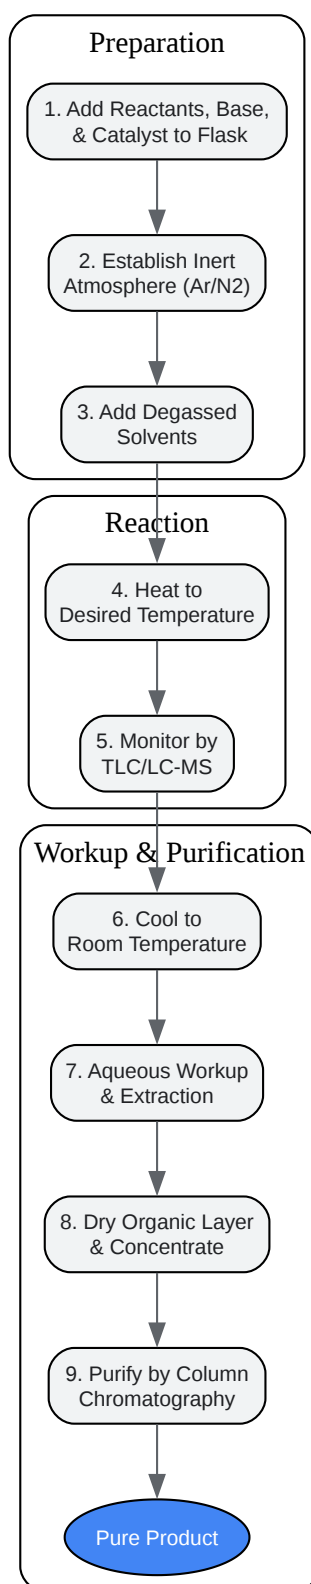 Preparation
1. Add Reactants, Base,
& Catalyst to Flask
2. Establish Inert
Atmosphere (Ar/N2)
3. Add Degassed
Solvents
Reaction
4. Heat to
Desired Temperature
5. Monitor by
TLC/LC-MS
Workup & Purification
6. Cool to
Room Temperature
7. Aqueous Workup
& Extraction
8. Dry Organic Layer
& Concentrate
9. Purify by Column
Chromatography
Pure Product